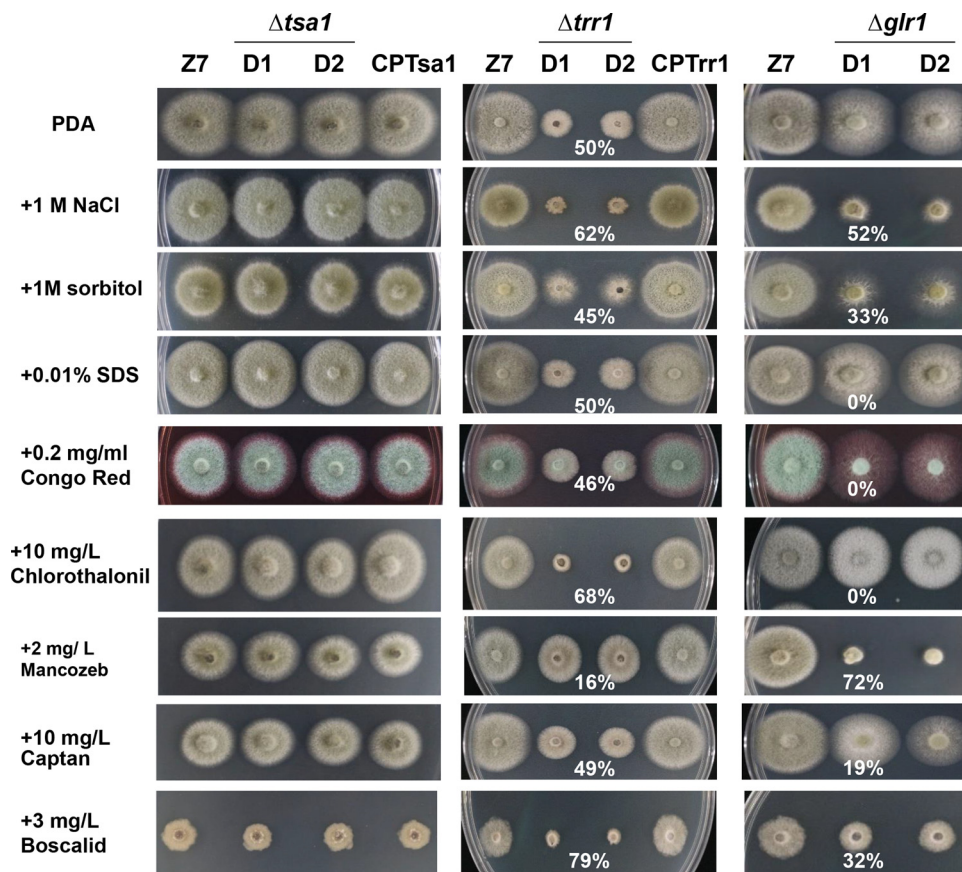 Δtsa1 Δtrr1 Δglr1
Z7 D1 D2 CPTsa1 Z7 D1 D2 CPTrr1 Z7 D1 D2
PDA
50%
+1 M NaCl
62% 52%
+1M sorbitol
45% 33%
+0.01% SDS
50% 0%
+0.2 mg/ml
Congo Red
46% 0%
+10 mg/L
Chlorothalonil
68% 0%
+2 mg/ L
Mancozeb
16% 72%
+10 mg/L
Captan
49% 19%
+3 mg/L
Boscalid
79% 32%